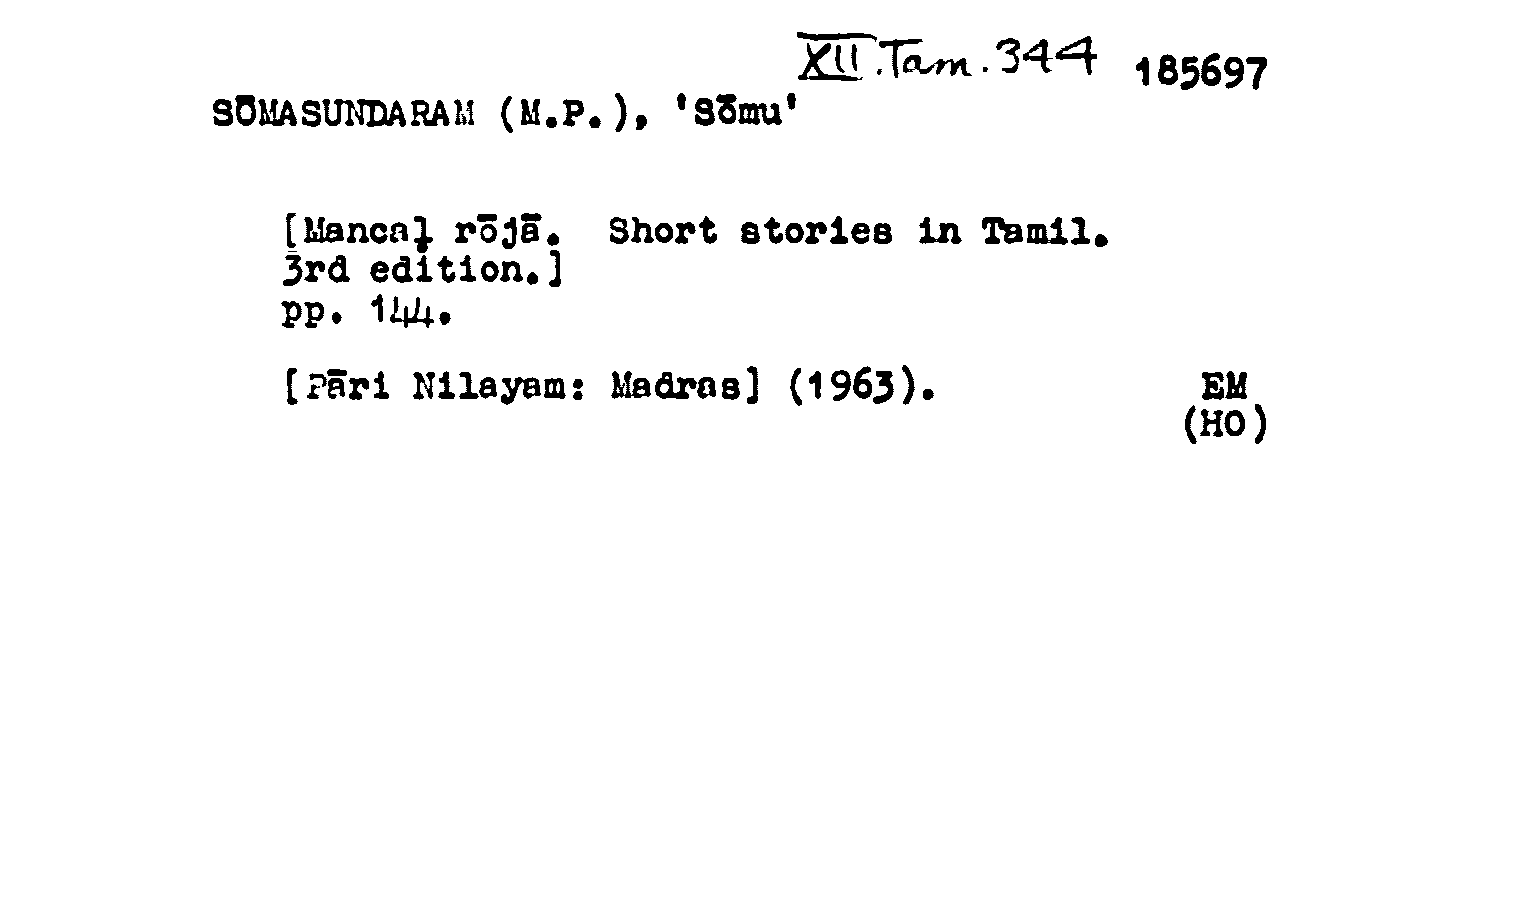 XII.Tam.344 185697
SŌMASUNDARAM (M.P.), 'Sōmu'
[Mancaḷ rōjā. Short stories in Tamil.
3rd edition.]
pp. 144.
[Pāri Nilayam: Madras] (1963). EM
(HO)